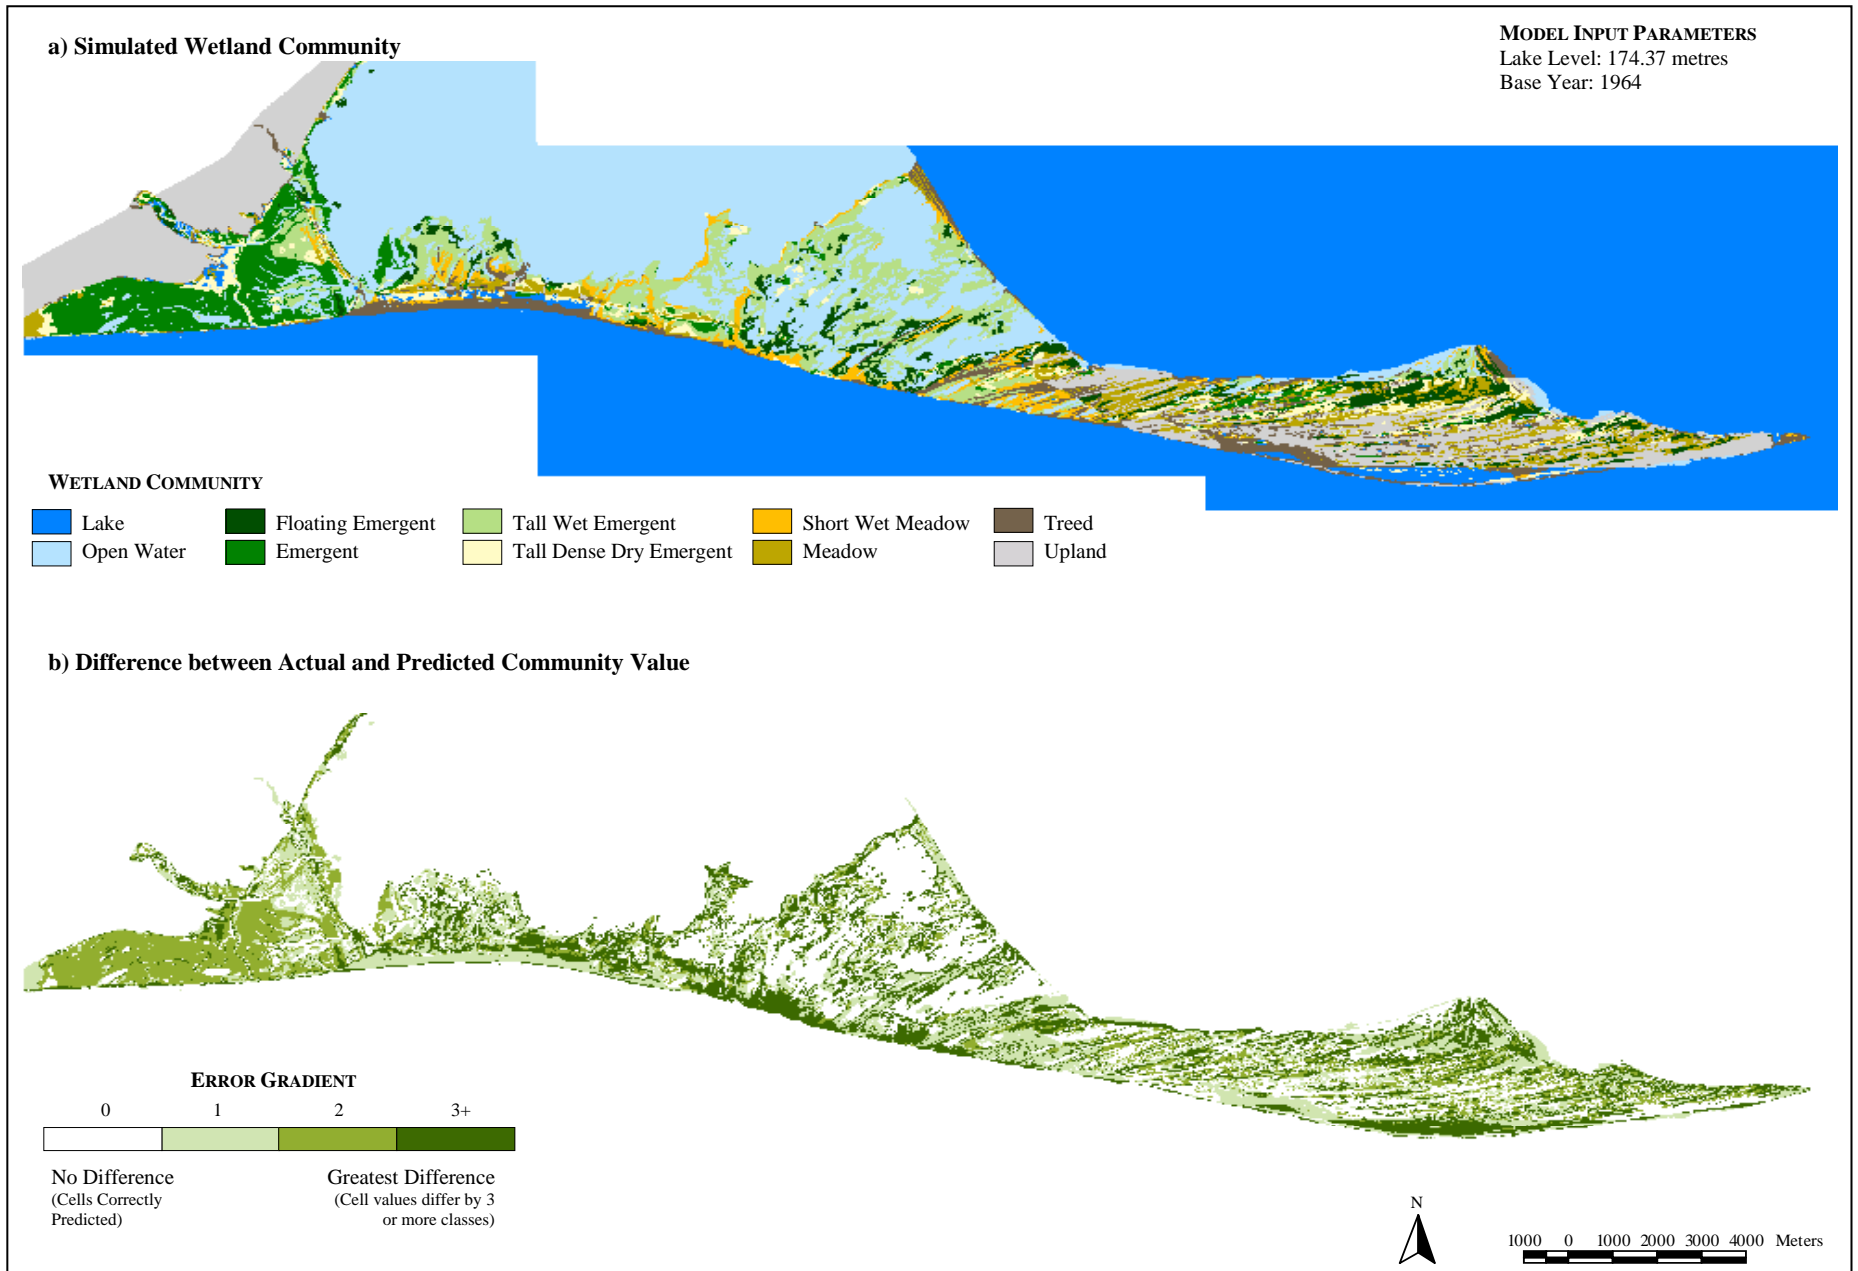 a) Simulated Wetland Community
MODEL INPUT PARAMETERS
Lake Level: 174.37 metres
Base Year: 1964
WETLAND COMMUNITY
Lake
Floating Emergent
Tall Wet Emergent
Short Wet Meadow
Treed
Open Water
Emergent
Tall Dense Dry Emergent
Meadow
Upland
b) Difference between Actual and Predicted Community Value
ERROR GRADIENT
0 1 2 3+
No Difference
(Cells Correctly
Predicted)
Greatest Difference
(Cell values differ by 3
or more classes)
N
1000 0 1000 2000 3000 4000 Meters